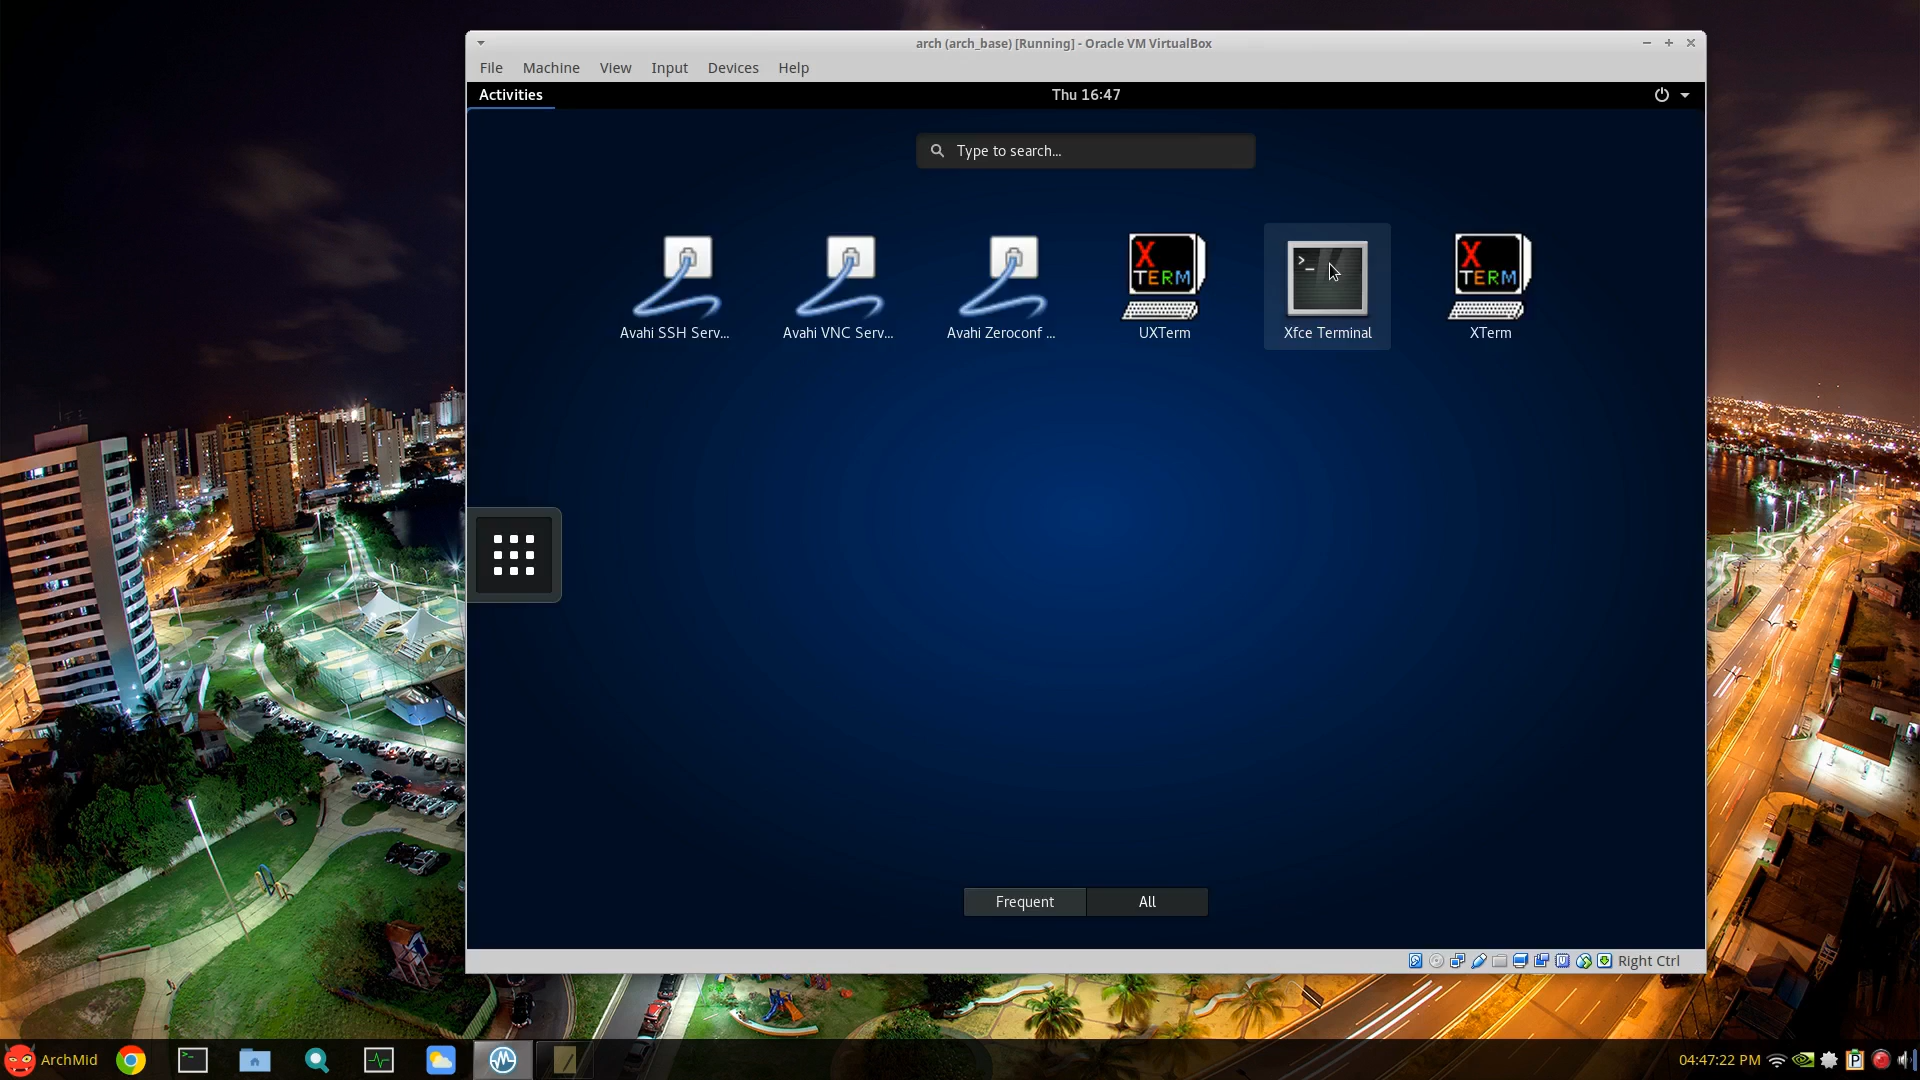 arch (arch_base) [Running] - Oracle VM VirtualBox
File Machine View Input Devices Help
Activities
Thu 16:47
Type to search...
X TERM
>_
X TERM
Avahi SSH Serv...
Avahi VNC Serv...
Avahi Zeroconf ...
UXTerm
Xfce Terminal
XTerm
Frequent
All
Right Ctrl
ArchMid
>_
04:47:22 PM
P